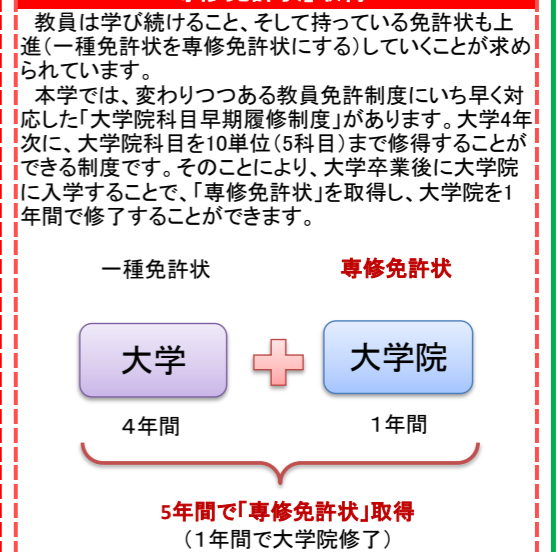 教員は学び続けること、そして持っている免許状も上
進(一種免許状を専修免許状にする)していくことが求め
られています。
本学では、変わりつつある教員免許制度にいち早く対
応した「大学院科目早期履修制度」があります。大学4年
次に、大学院科目を10単位(5科目)まで修得することが
できる制度です。そのことにより、大学卒業後に大学院
に入学することで、「専修免許状」を取得し、大学院を1
年間で修了することができます。
一種免許状
専修免許状
大学
大学院
4年間
1年間
5年間で「専修免許状」取得
(1年間で大学院修了)